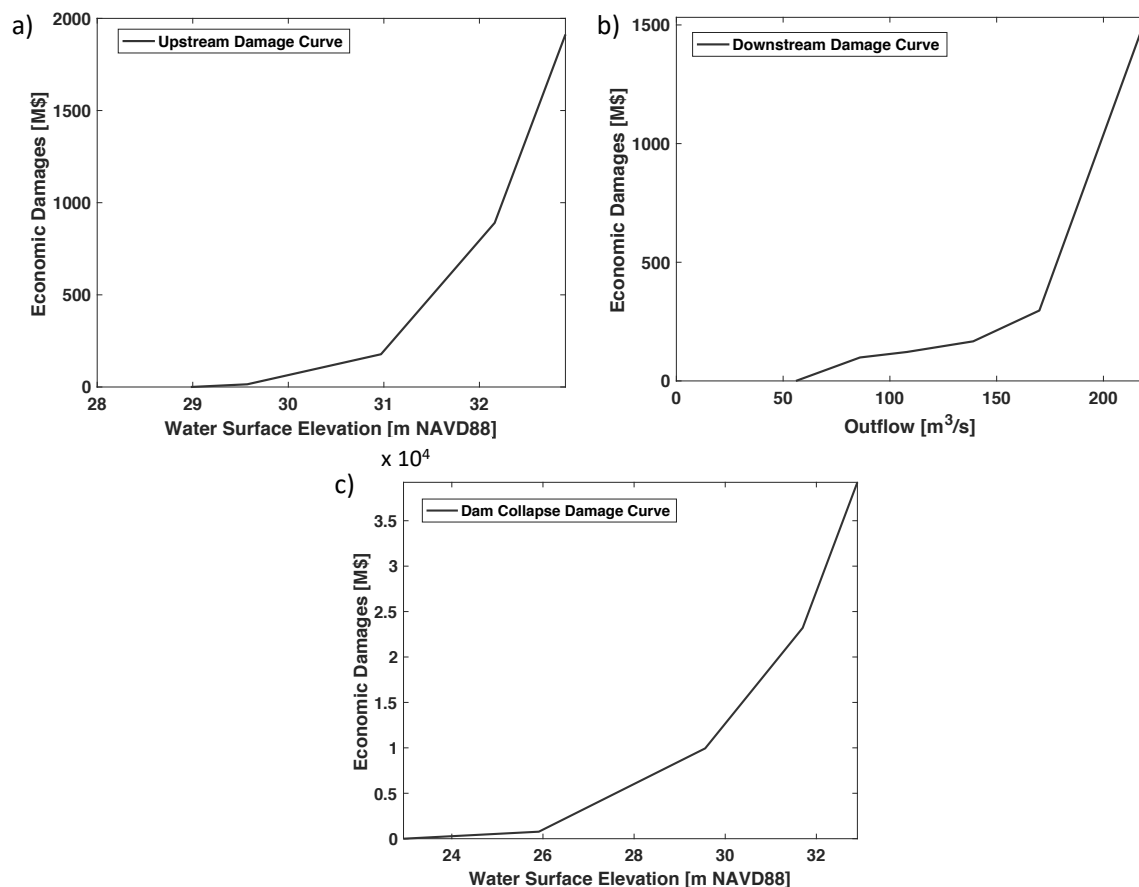 a)
Upstream Damage Curve
Economic Damages [M$]
2000
1500
1000
500
0
28 29 30 31 32
Water Surface Elevation [m NAVD88]
b)
Downstream Damage Curve
Economic Damages [M$]
1500
1000
500
0
0 50 100 150 200
Outflow [m³/s]
x 10⁴
c)
Dam Collapse Damage Curve
Economic Damages [M$]
3.5
3
2.5
2
1.5
1
0.5
0
24 26 28 30 32
Water Surface Elevation [m NAVD88]